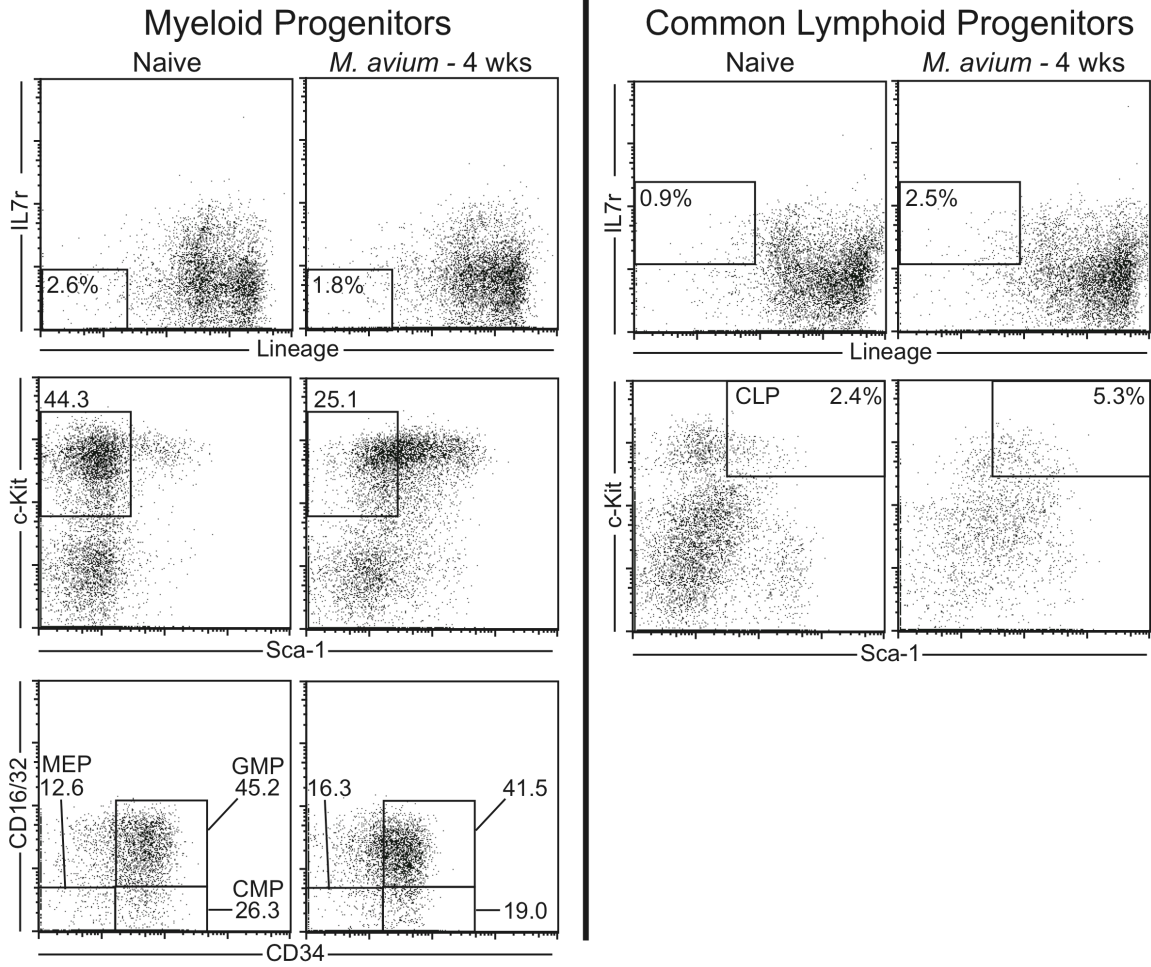 Myeloid Progenitors
Common Lymphoid Progenitors
Naive
M. avium - 4 wks
Naive
M. avium - 4 wks
IL7r
2.6%
1.8%
Lineage
IL7r
0.9%
2.5%
Lineage
c-Kit
44.3
25.1
Sca-1
c-Kit
CLP 2.4%
5.3%
Sca-1
CD16/32
MEP
12.6
GMP
45.2
CMP
26.3
16.3
41.5
19.0
CD34